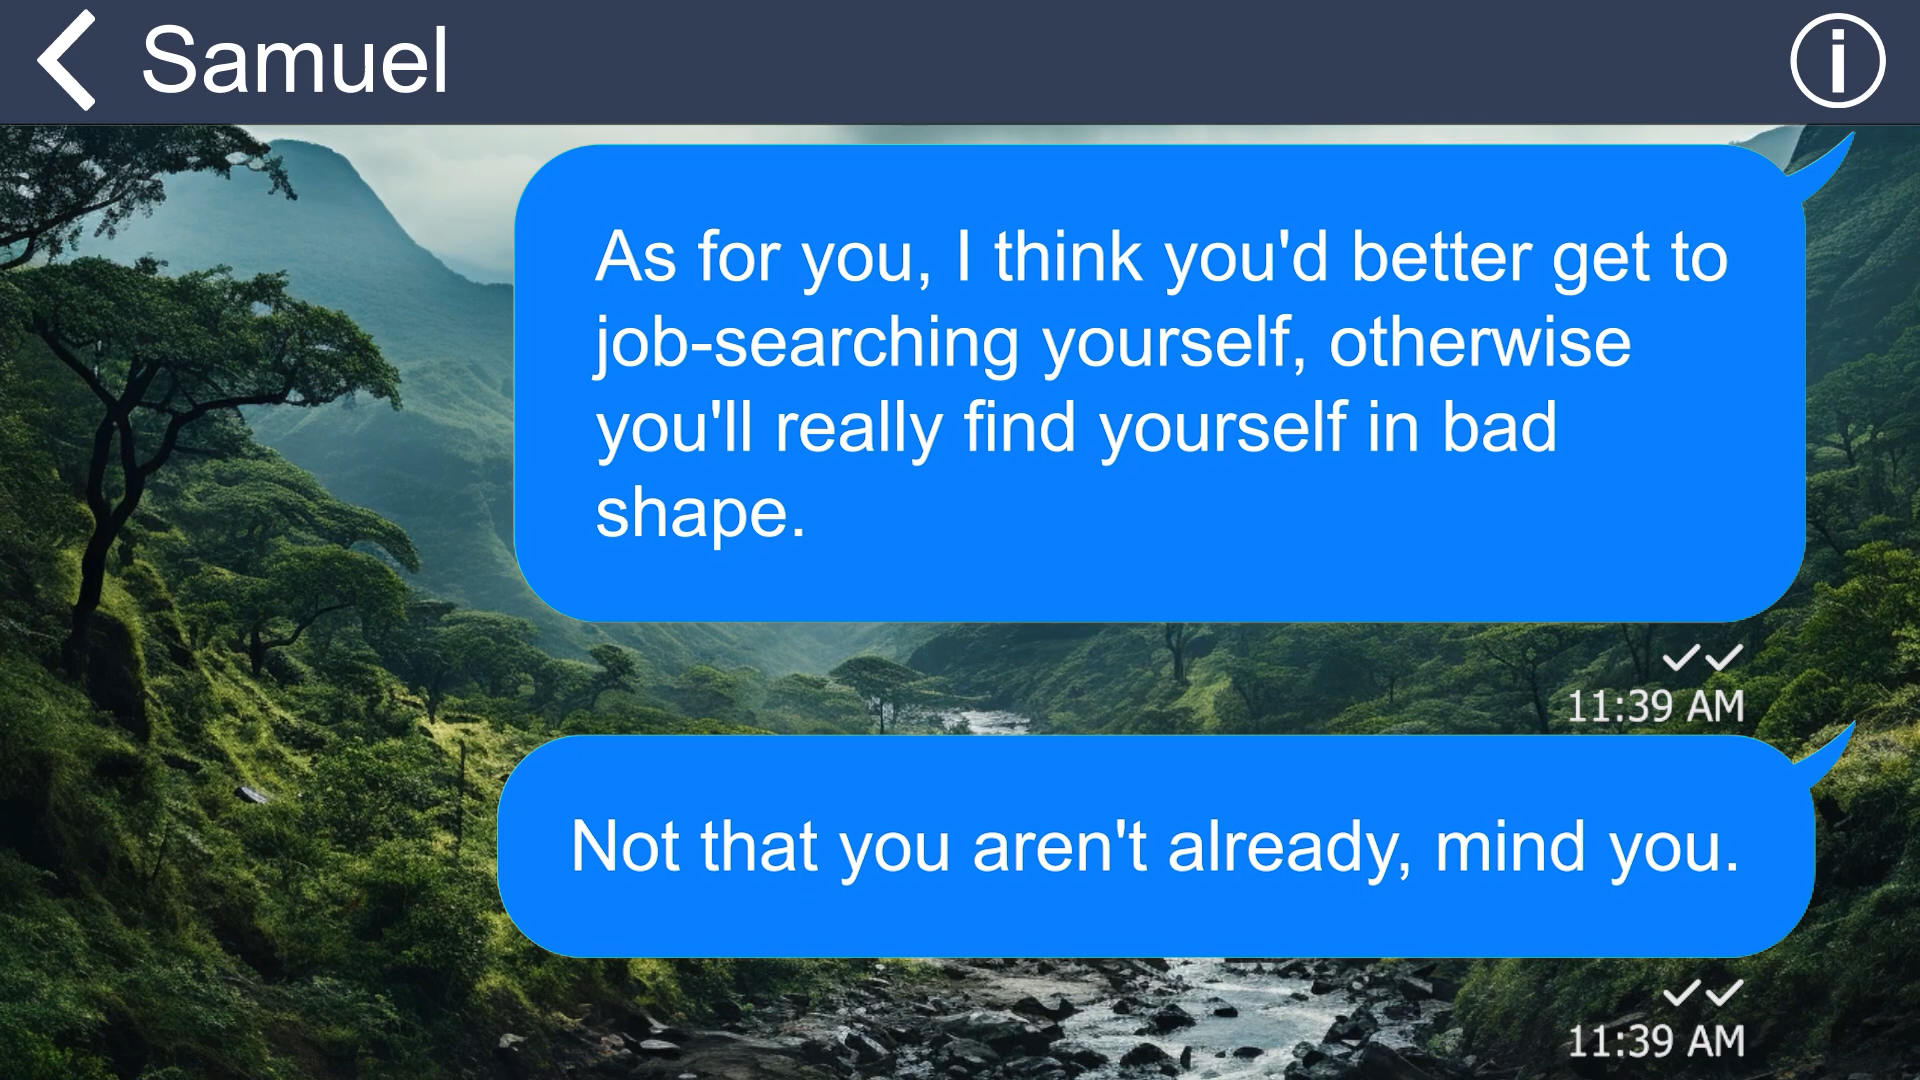 Samuel
As for you, I think you'd better get to
job-searching yourself, otherwise
you'll really find yourself in bad
shape.
11:39 AM
Not that you aren't already, mind you.
11:39 AM